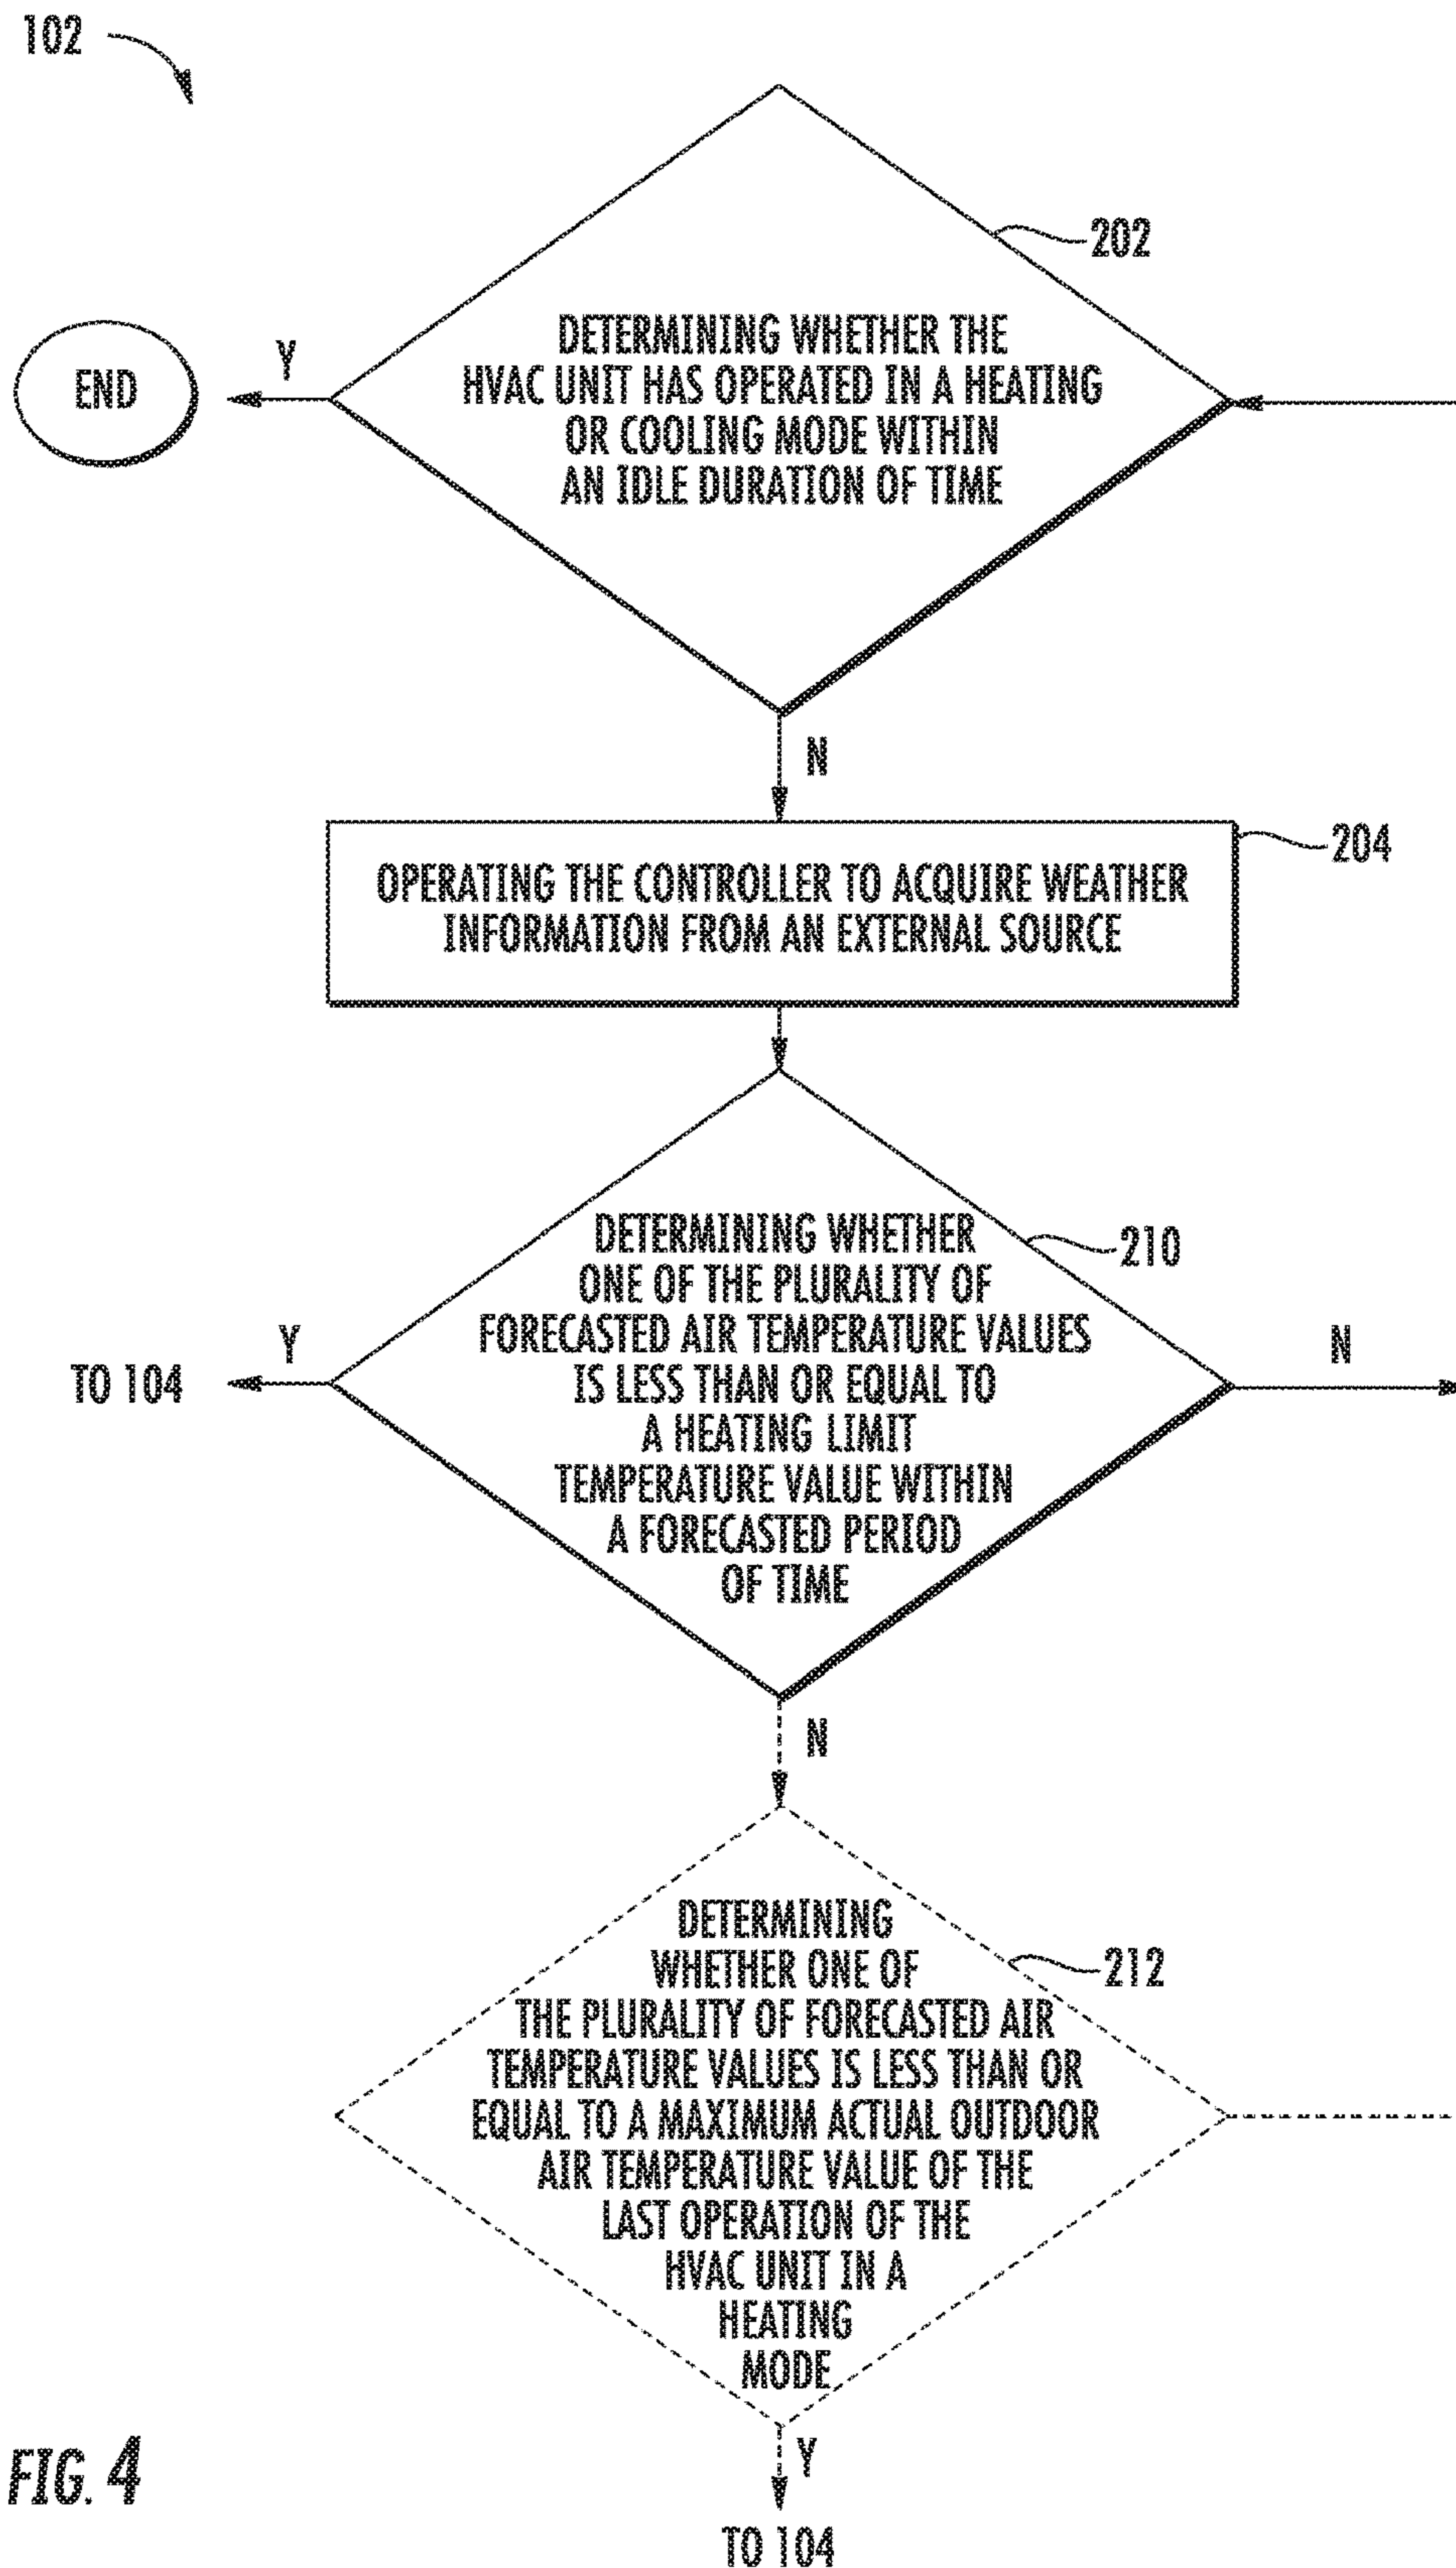 102
202
DETERMINING WHETHER THE
HVAC UNIT HAS OPERATED IN A HEATING
OR COOLING MODE WITHIN
AN IDLE DURATION OF TIME
Y
END
N
204
OPERATING THE CONTROLLER TO ACQUIRE WEATHER
INFORMATION FROM AN EXTERNAL SOURCE
210
DETERMINING WHETHER
ONE OF THE PLURALITY OF
FORECASTED AIR TEMPERATURE VALUES
IS LESS THAN OR EQUAL TO
A HEATING LIMIT
TEMPERATURE VALUE WITHIN
A FORECASTED PERIOD
OF TIME
Y
TO 104
N
N
212
DETERMINING
WHETHER ONE OF
THE PLURALITY OF FORECASTED AIR
TEMPERATURE VALUES IS LESS THAN OR
EQUAL TO A MAXIMUM ACTUAL OUTDOOR
AIR TEMPERATURE VALUE OF THE
LAST OPERATION OF THE
HVAC UNIT IN A
HEATING
MODE
Y
TO 104
FIG. 4